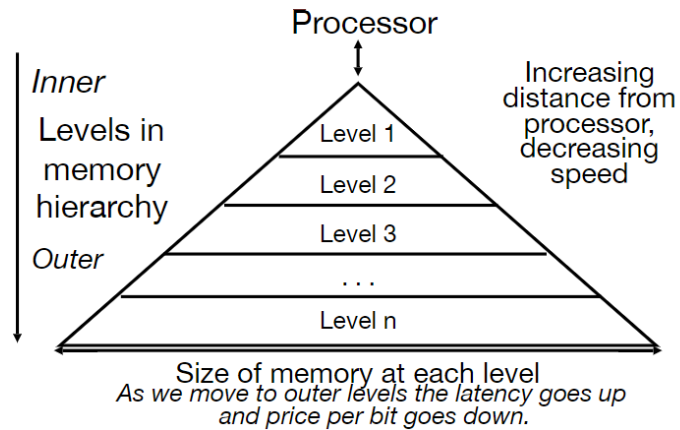 Processor
Inner
Levels in
memory
hierarchy
Outer
Increasing
distance from
processor,
decreasing
speed
Level 1
Level 2
Level 3
. . .
Level n
Size of memory at each level
As we move to outer levels the latency goes up
and price per bit goes down.